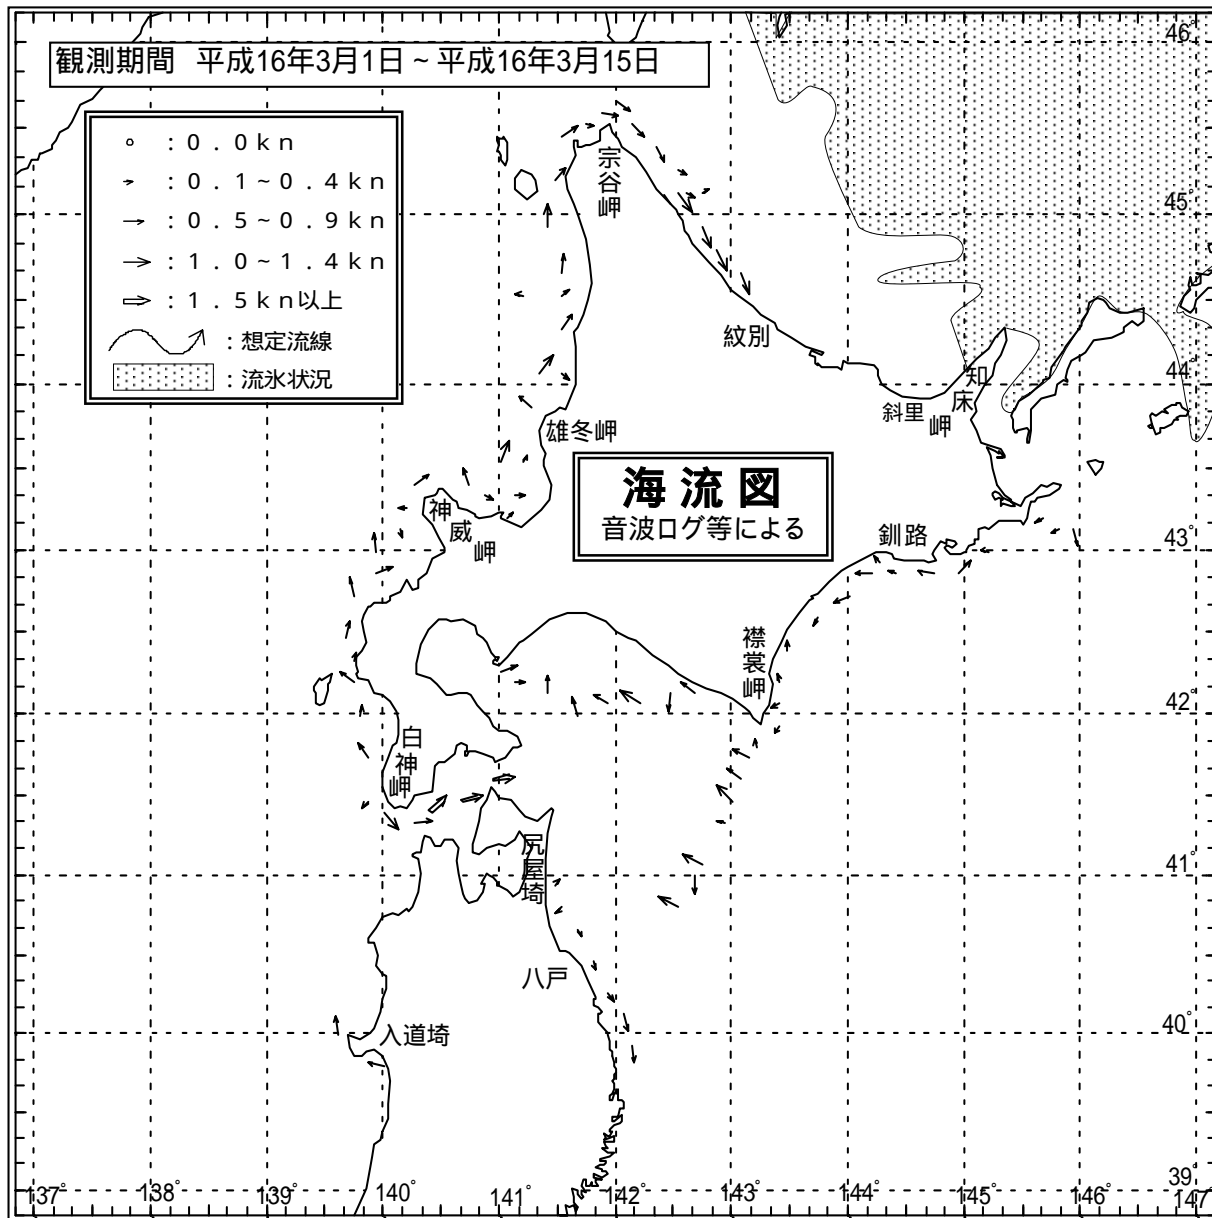 観測期間 平成16年3月1日～平成16年3月15日
：0．0kn
：0．1～0．4kn
：0．5～0．9kn
：1．0～1．4kn
：1．5kn以上
：想定流線
：流氷状況
海流図
音波ログ等による
宗谷岬
紋別
斜里
知床岬
雄冬岬
神威岬
釧路
襟裳岬
白神岬
尻屋埼
八戸
入道埼
46°
45°
44°
43°
42°
41°
40°
39°
137°
138°
139°
140°
141°
142°
143°
144°
145°
146°
147°